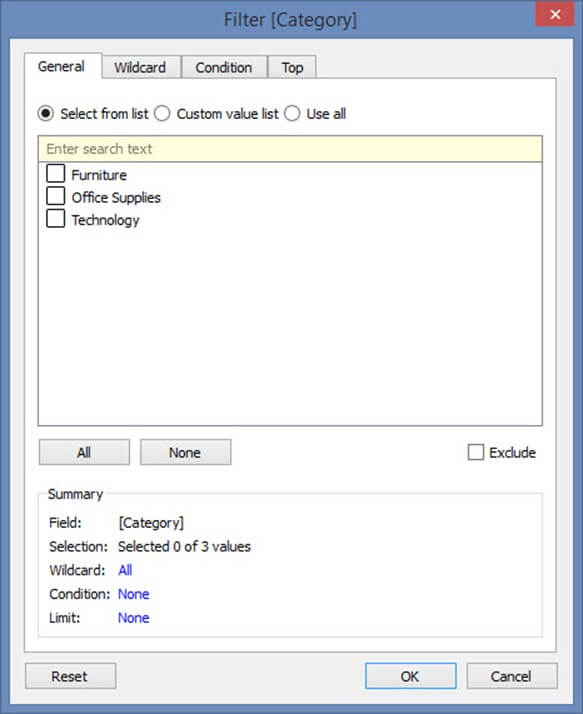 Filter [Category]
General Wildcard Condition Top
Select from list Custom value list Use all
Enter search text
Furniture
Office Supplies
Technology
All None Exclude
Summary
Field: [Category]
Selection: Selected 0 of 3 values
Wildcard: All
Condition: None
Limit: None
Reset OK Cancel